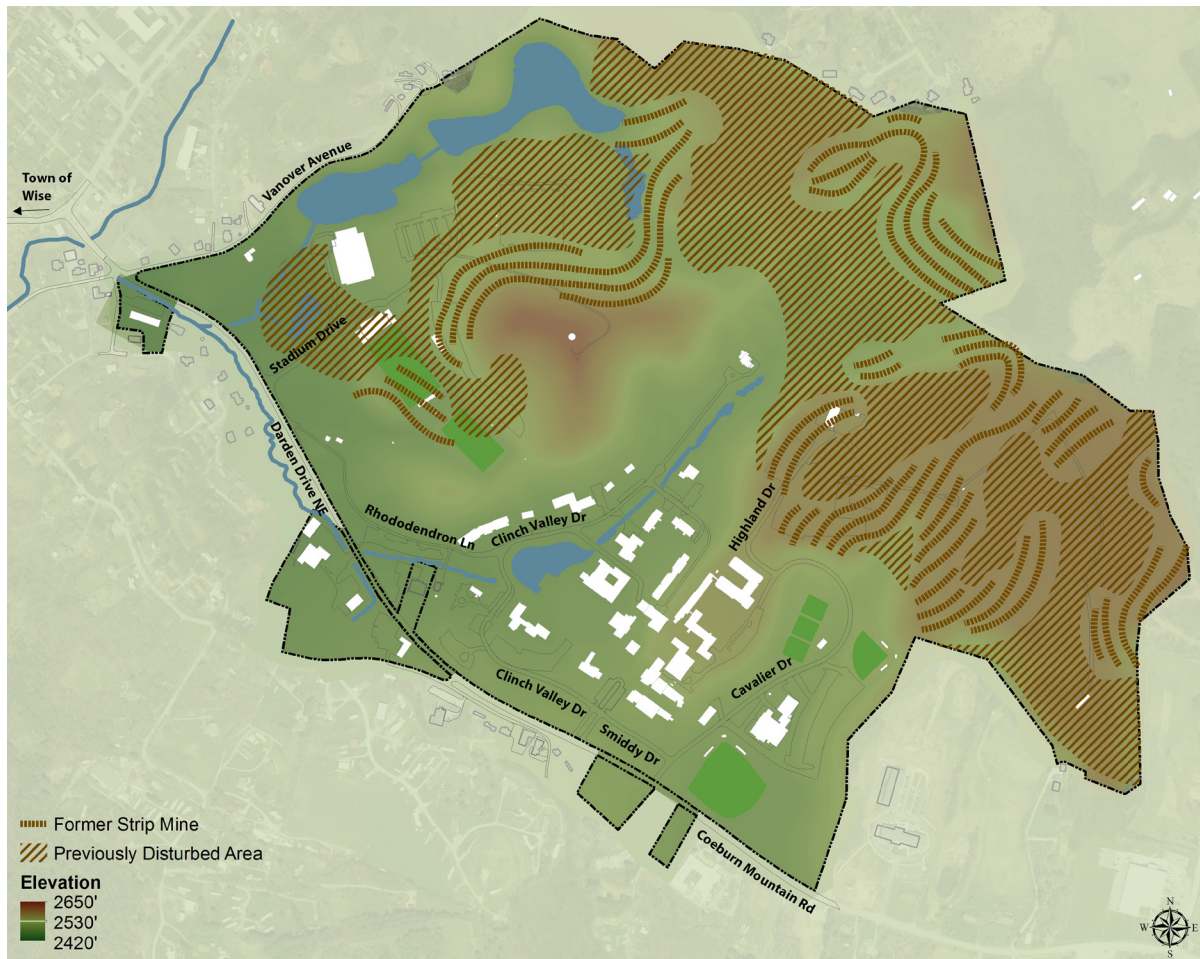 Town of
Wise
Vanover Avenue
Stadium Drive
Darden Drive NE
Rhododendron Ln
Clinch Valley Dr
Highland Dr
Cavalier Dr
Clinch Valley Dr
Smiddy Dr
Coeburn Mountain Rd
Former Strip Mine
Previously Disturbed Area
Elevation
2650'
2530'
2420'
N
W E
S